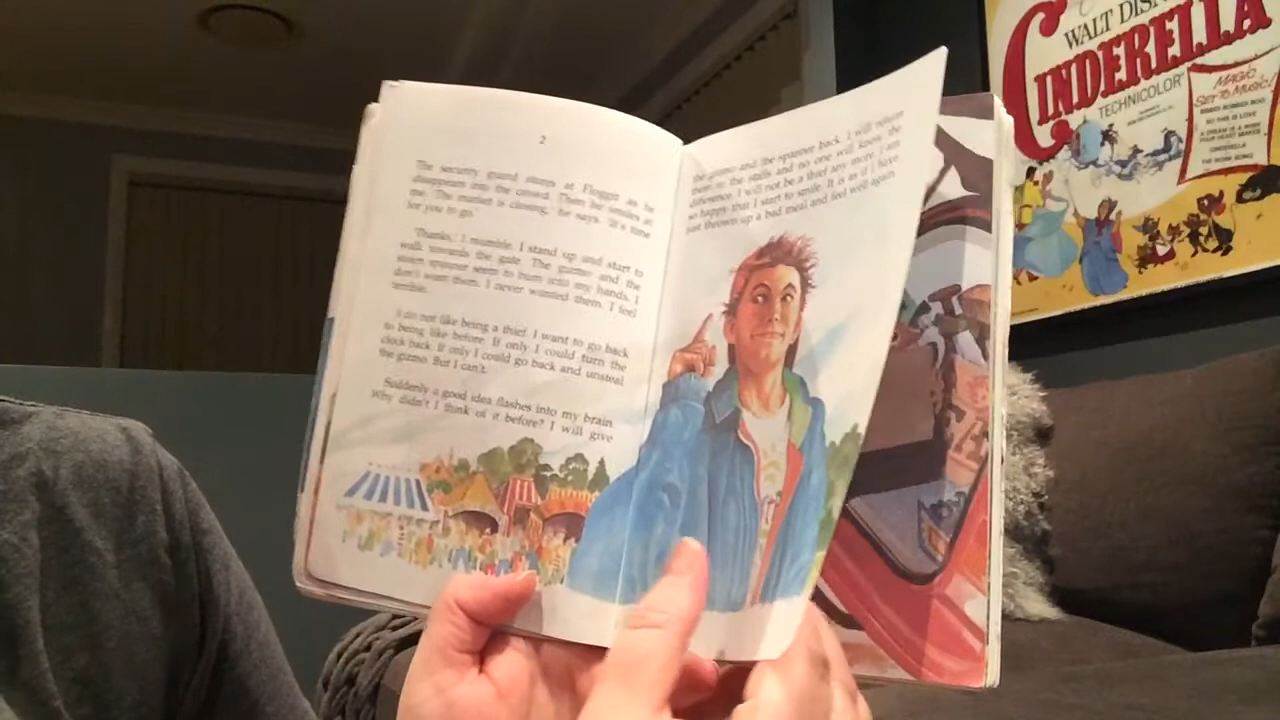 2
The security guard stares at Floggit as he
disappears into the crowd. Then he smiles at
me. 'The market is closing,' he says. 'It's time
for you to go.'
'Thanks,' I mumble. I stand up and start to
walk towards the gate. The gizmo and the
stolen spanner seem to burn into my hands. I
don't want them. I never wanted them. I feel
terrible.
I do not like being a thief. I want to go back
to being like before. If only I could turn the
clock back. If only I could go back and unsteal
the gizmo. But I can't.
Suddenly a good idea flashes into my brain.
Why didn't I think of it before? I will give
the gizmo and the spanner back. I will return
them to the stalls and no one will know the
difference. I will not be a thief any more. I am
so happy that I start to smile. It is as if I have
just thrown up a bad meal and feel well again
WALT DISN
CINDERELLA
TECHNICOLOR
MAGIC
SET TO MUSIC!
BIBBIDI-BOBBIDI-BOO
SO THIS IS LOVE
A DREAM IS A WISH
YOUR HEART MAKES
CINDERELLA
THE WORK SONG